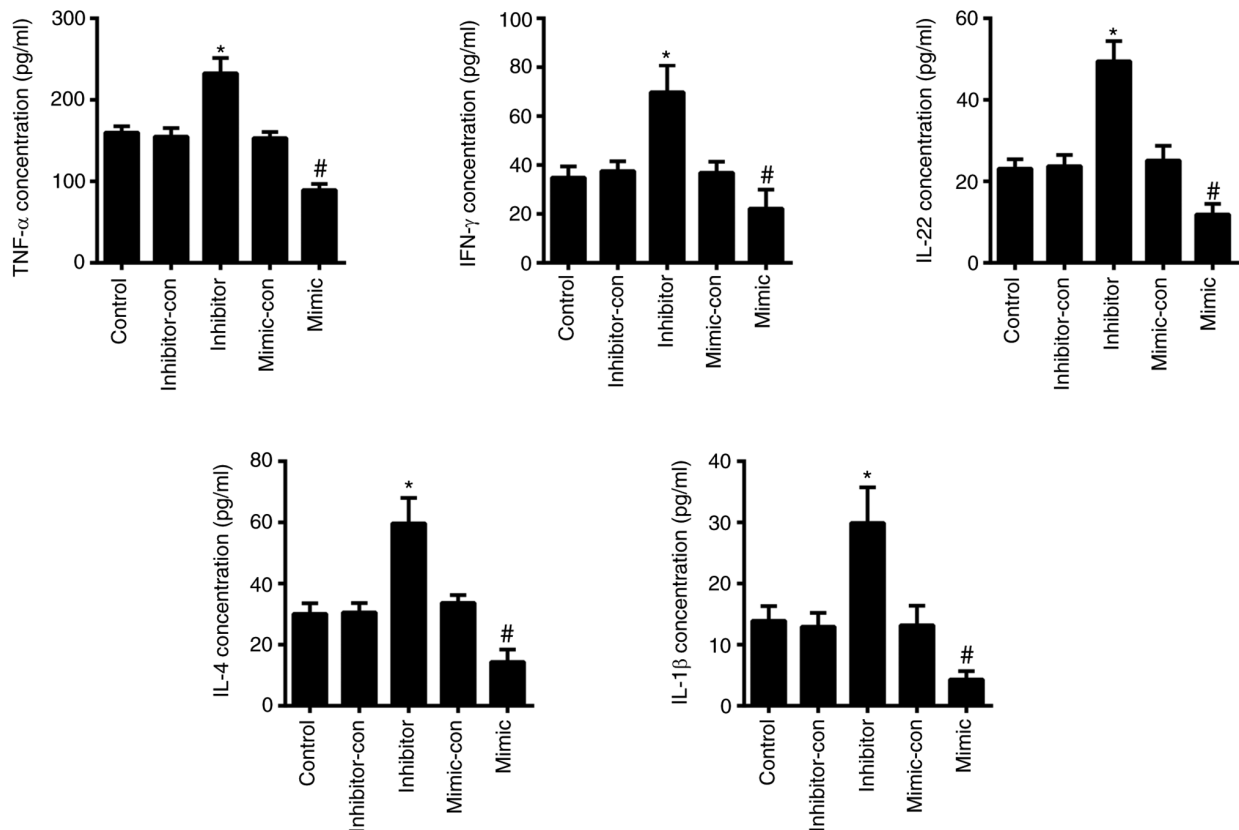 TNF-α concentration (pg/ml)
300
200
100
0
*
#
Control
Inhibitor-con
Inhibitor
Mimic-con
Mimic
IFN-γ concentration (pg/ml)
100
80
60
40
20
0
*
#
Control
Inhibitor-con
Inhibitor
Mimic-con
Mimic
IL-22 concentration (pg/ml)
60
40
20
0
*
#
Control
Inhibitor-con
Inhibitor
Mimic-con
Mimic
IL-4 concentration (pg/ml)
80
60
40
20
0
*
#
Control
Inhibitor-con
Inhibitor
Mimic-con
Mimic
IL-1β concentration (pg/ml)
40
30
20
10
0
*
#
Control
Inhibitor-con
Inhibitor
Mimic-con
Mimic